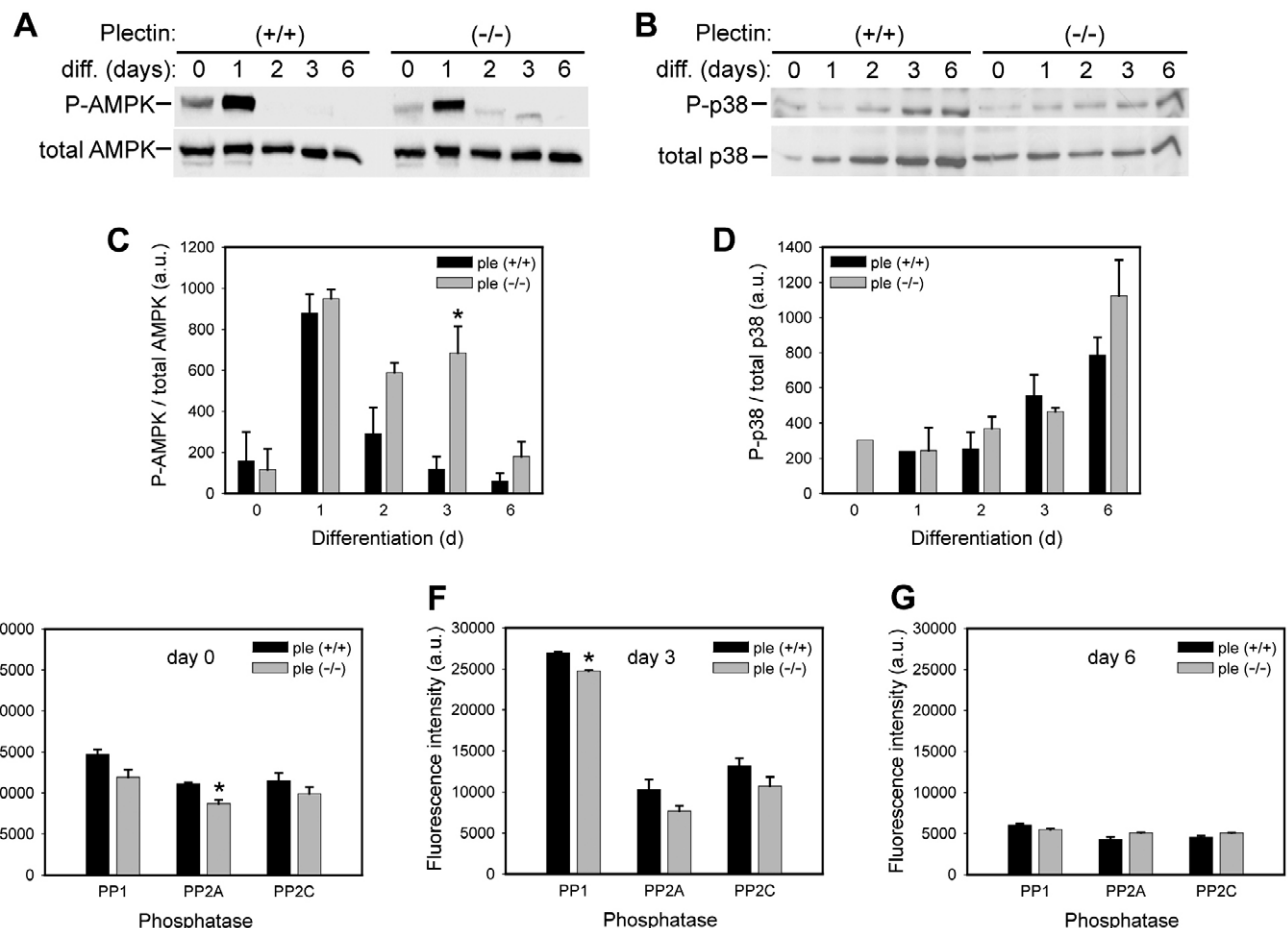 A
Plectin: (+/+) (-/-)
diff. (days): 0 1 2 3 6 0 1 2 3 6
P-AMPK
total AMPK
B
Plectin: (+/+) (-/-)
diff. (days): 0 1 2 3 6 0 1 2 3 6
P-p38
total p38
C
P-AMPK / total AMPK (a.u.)
1200
1000
800
600
400
200
0
ple (+/+)
ple (−/−)
*
0 1 2 3 6
Differentiation (d)
D
P-p38 / total p38 (a.u.)
1400
1200
1000
800
600
400
200
0
ple (+/+)
ple (−/−)
0 1 2 3 6
Differentiation (d)
0000
5000
0000
5000
0000
5000
0
day 0
ple (+/+)
ple (−/−)
*
PP1 PP2A PP2C
Phosphatase
F
Fluorescence intensity (a.u.)
30000
25000
20000
15000
10000
5000
0
day 3
ple (+/+)
ple (−/−)
*
PP1 PP2A PP2C
Phosphatase
G
Fluorescence intensity (a.u.)
30000
25000
20000
15000
10000
5000
0
day 6
ple (+/+)
ple (−/−)
PP1 PP2A PP2C
Phosphatase